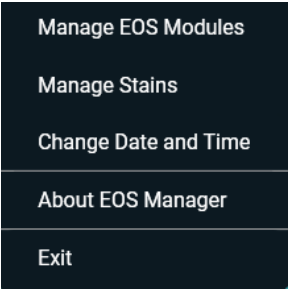 Manage EOS Modules
Manage Stains
Change Date and Time
About EOS Manager
Exit